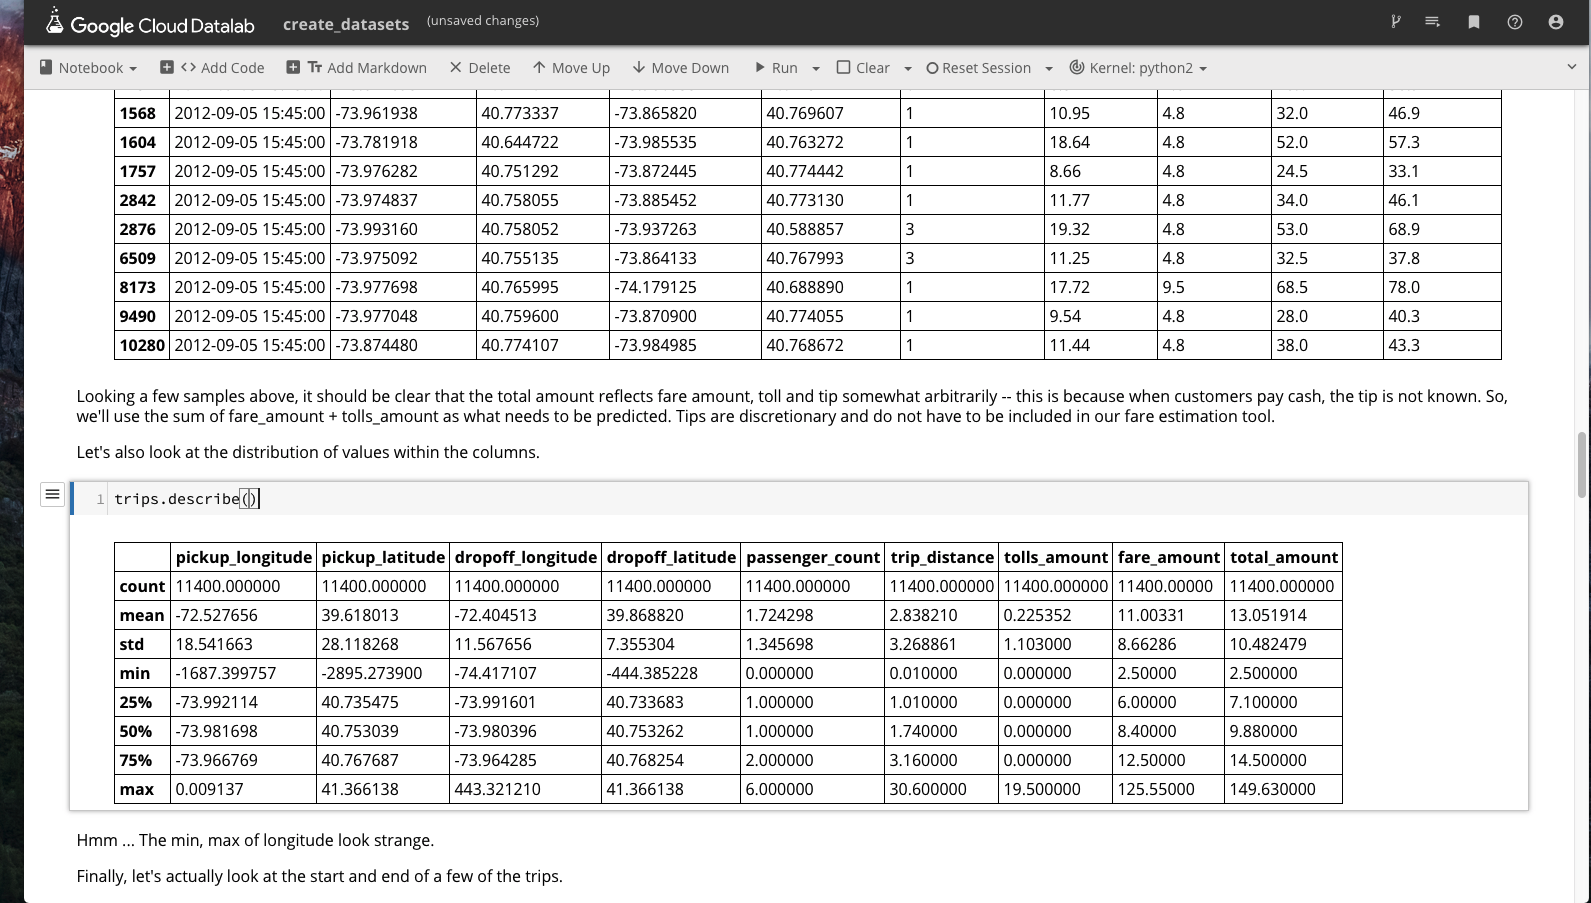 Google Cloud Datalab create_datasets (unsaved changes)
Notebook Add Code Tт Add Markdown Delete Move Up Move Down Run Clear Reset Session Kernel: python2
1568 2012-09-05 15:45:00 -73.961938 40.773337 -73.865820 40.769607 1 10.95 4.8 32.0 46.9
1604 2012-09-05 15:45:00 -73.781918 40.644722 -73.985535 40.763272 1 18.64 4.8 52.0 57.3
1757 2012-09-05 15:45:00 -73.976282 40.751292 -73.872445 40.774442 1 8.66 4.8 24.5 33.1
2842 2012-09-05 15:45:00 -73.974837 40.758055 -73.885452 40.773130 1 11.77 4.8 34.0 46.1
2876 2012-09-05 15:45:00 -73.993160 40.758052 -73.937263 40.588857 3 19.32 4.8 53.0 68.9
6509 2012-09-05 15:45:00 -73.975092 40.755135 -73.864133 40.767993 3 11.25 4.8 32.5 37.8
8173 2012-09-05 15:45:00 -73.977698 40.765995 -74.179125 40.688890 1 17.72 9.5 68.5 78.0
9490 2012-09-05 15:45:00 -73.977048 40.759600 -73.870900 40.774055 1 9.54 4.8 28.0 40.3
10280 2012-09-05 15:45:00 -73.874480 40.774107 -73.984985 40.768672 1 11.44 4.8 38.0 43.3
Looking a few samples above, it should be clear that the total amount reflects fare amount, toll and tip somewhat arbitrarily -- this is because when customers pay cash, the tip is not known. So,
we'll use the sum of fare_amount + tolls_amount as what needs to be predicted. Tips are discretionary and do not have to be included in our fare estimation tool.
Let's also look at the distribution of values within the columns.
1 trips.describe()
pickup_longitude pickup_latitude dropoff_longitude dropoff_latitude passenger_count trip_distance tolls_amount fare_amount total_amount
count 11400.000000 11400.000000 11400.000000 11400.000000 11400.000000 11400.000000 11400.000000 11400.00000 11400.000000
mean -72.527656 39.618013 -72.404513 39.868820 1.724298 2.838210 0.225352 11.00331 13.051914
std 18.541663 28.118268 11.567656 7.355304 1.345698 3.268861 1.103000 8.66286 10.482479
min -1687.399757 -2895.273900 -74.417107 -444.385228 0.000000 0.010000 0.000000 2.50000 2.500000
25% -73.992114 40.735475 -73.991601 40.733683 1.000000 1.010000 0.000000 6.00000 7.100000
50% -73.981698 40.753039 -73.980396 40.753262 1.000000 1.740000 0.000000 8.40000 9.880000
75% -73.966769 40.767687 -73.964285 40.768254 2.000000 3.160000 0.000000 12.50000 14.500000
max 0.009137 41.366138 443.321210 41.366138 6.000000 30.600000 19.500000 125.55000 149.630000
Hmm ... The min, max of longitude look strange.
Finally, let's actually look at the start and end of a few of the trips.